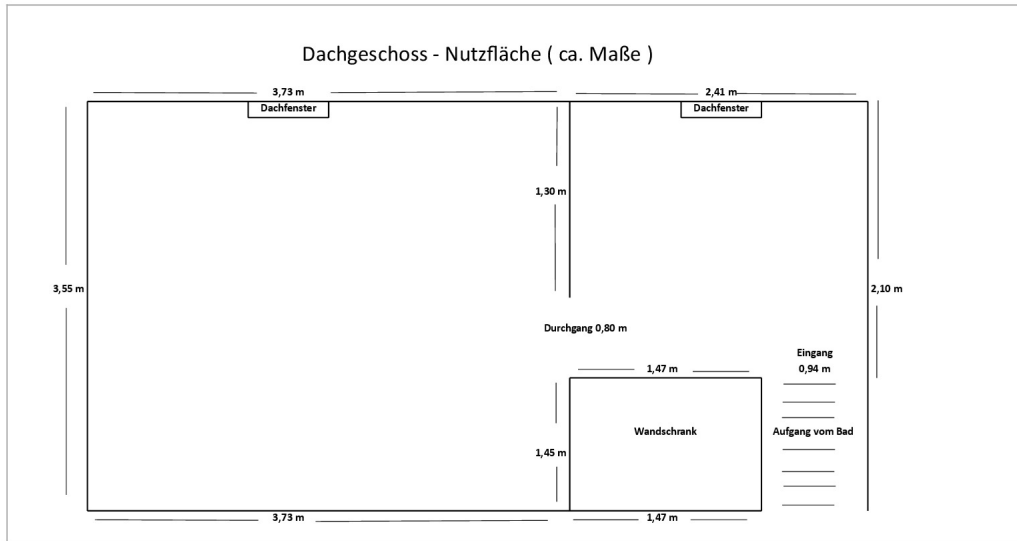 Dachgeschoss - Nutzfläche ( ca. Maße )
3,73 m
2,41 m
Dachfenster
Dachfenster
1,30 m
3,55 m
2,10 m
Durchgang 0,80 m
Eingang
0,94 m
1,47 m
Wandschrank
Aufgang vom Bad
1,45 m
3,73 m
1,47 m